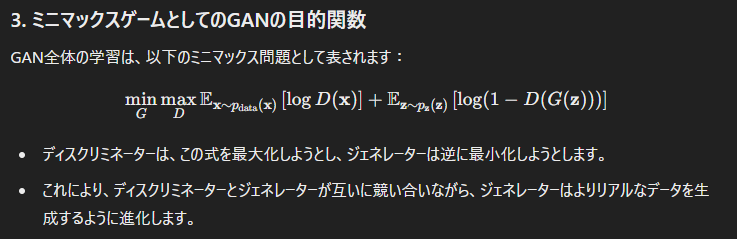 3. ミニマックスゲームとしてのGANの目的関数
GAN全体の学習は、以下のミニマックス問題として表されます：
min_G max_D 𝔼_{𝐱∼p_data(𝐱)} [log D(𝐱)] + 𝔼_{𝐳∼p_𝐳(𝐳)} [log(1 − D(G(𝐳)))]
• ディスクリミネーターは、この式を最大化しようとし、ジェネレーターは逆に最小化しようとします。
• これにより、ディスクリミネーターとジェネレーターが互いに競い合いながら、ジェネレーターはよりリアルなデータを生
成するように進化します。